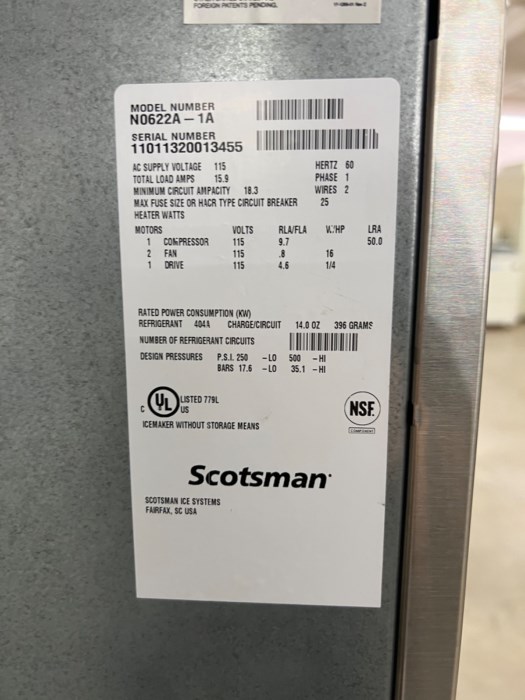 FOREIGN PATENTS PENDING.
MODEL NUMBER
N0622A-1A
SERIAL NUMBER
11011320013455
AC SUPPLY VOLTAGE 115 HERTZ 60
TOTAL LOAD AMPS 15.9 PHASE 1
MINIMUM CIRCUIT AMPACITY 18.3 WIRES 2
MAX FUSE SIZE OR HACR TYPE CIRCUIT BREAKER 25
HEATER WATTS
MOTORS VOLTS RLA/FLA W./HP LRA
1 COMPRESSOR 115 9.7 50.0
2 FAN 115 .8 16
1 DRIVE 115 4.6 1/4
RATED POWER CONSUMPTION (KW)
REFRIGERANT 404A CHARGE/CIRCUIT 14.0 OZ 396 GRAMS
NUMBER OF REFRIGERANT CIRCUITS
DESIGN PRESSURES P.S.I. 250 -LO 500 -HI
BARS 17.6 -LO 35.1 -HI
C UL US LISTED 779L
NSF
ICEMAKER WITHOUT STORAGE MEANS
Scotsman
SCOTSMAN ICE SYSTEMS
FAIRFAX, SC USA